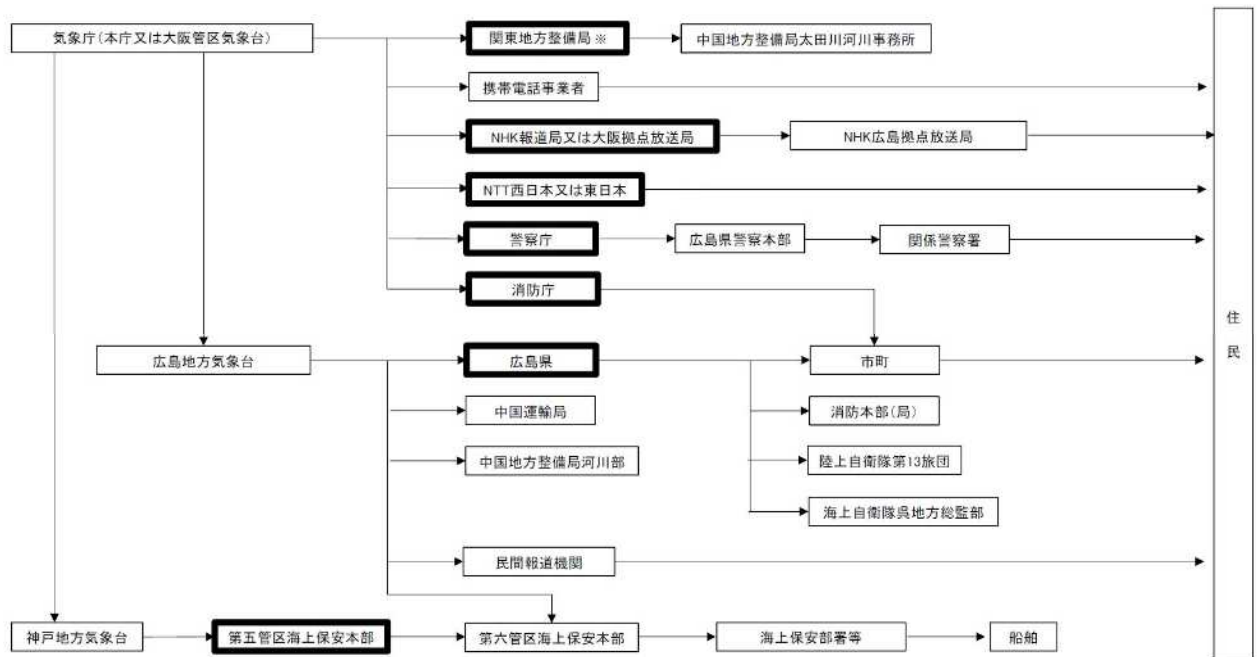 気象庁(本庁又は大阪管区気象台)
関東地方整備局※
中国地方整備局太田川河川事務所
携帯電話事業者
NHK報道局又は大阪拠点放送局
NHK広島拠点放送局
NTT西日本又は東日本
警察庁
広島県警察本部
関係警察署
消防庁
広島地方気象台
広島県
市町
中国運輸局
消防本部(局)
中国地方整備局河川部
陸上自衛隊第13旅団
海上自衛隊呉地方総監部
民間報道機関
神戸地方気象台
第五管区海上保安本部
第六管区海上保安本部
海上保安部署等
船舶
住民